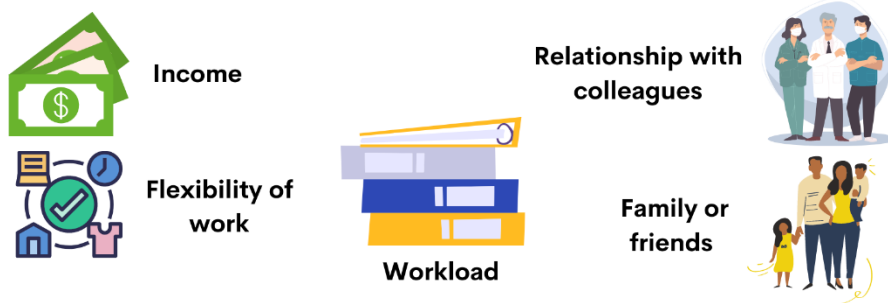 Income
Flexibility of
work
Workload
Relationship with
colleagues
Family or
friends
$